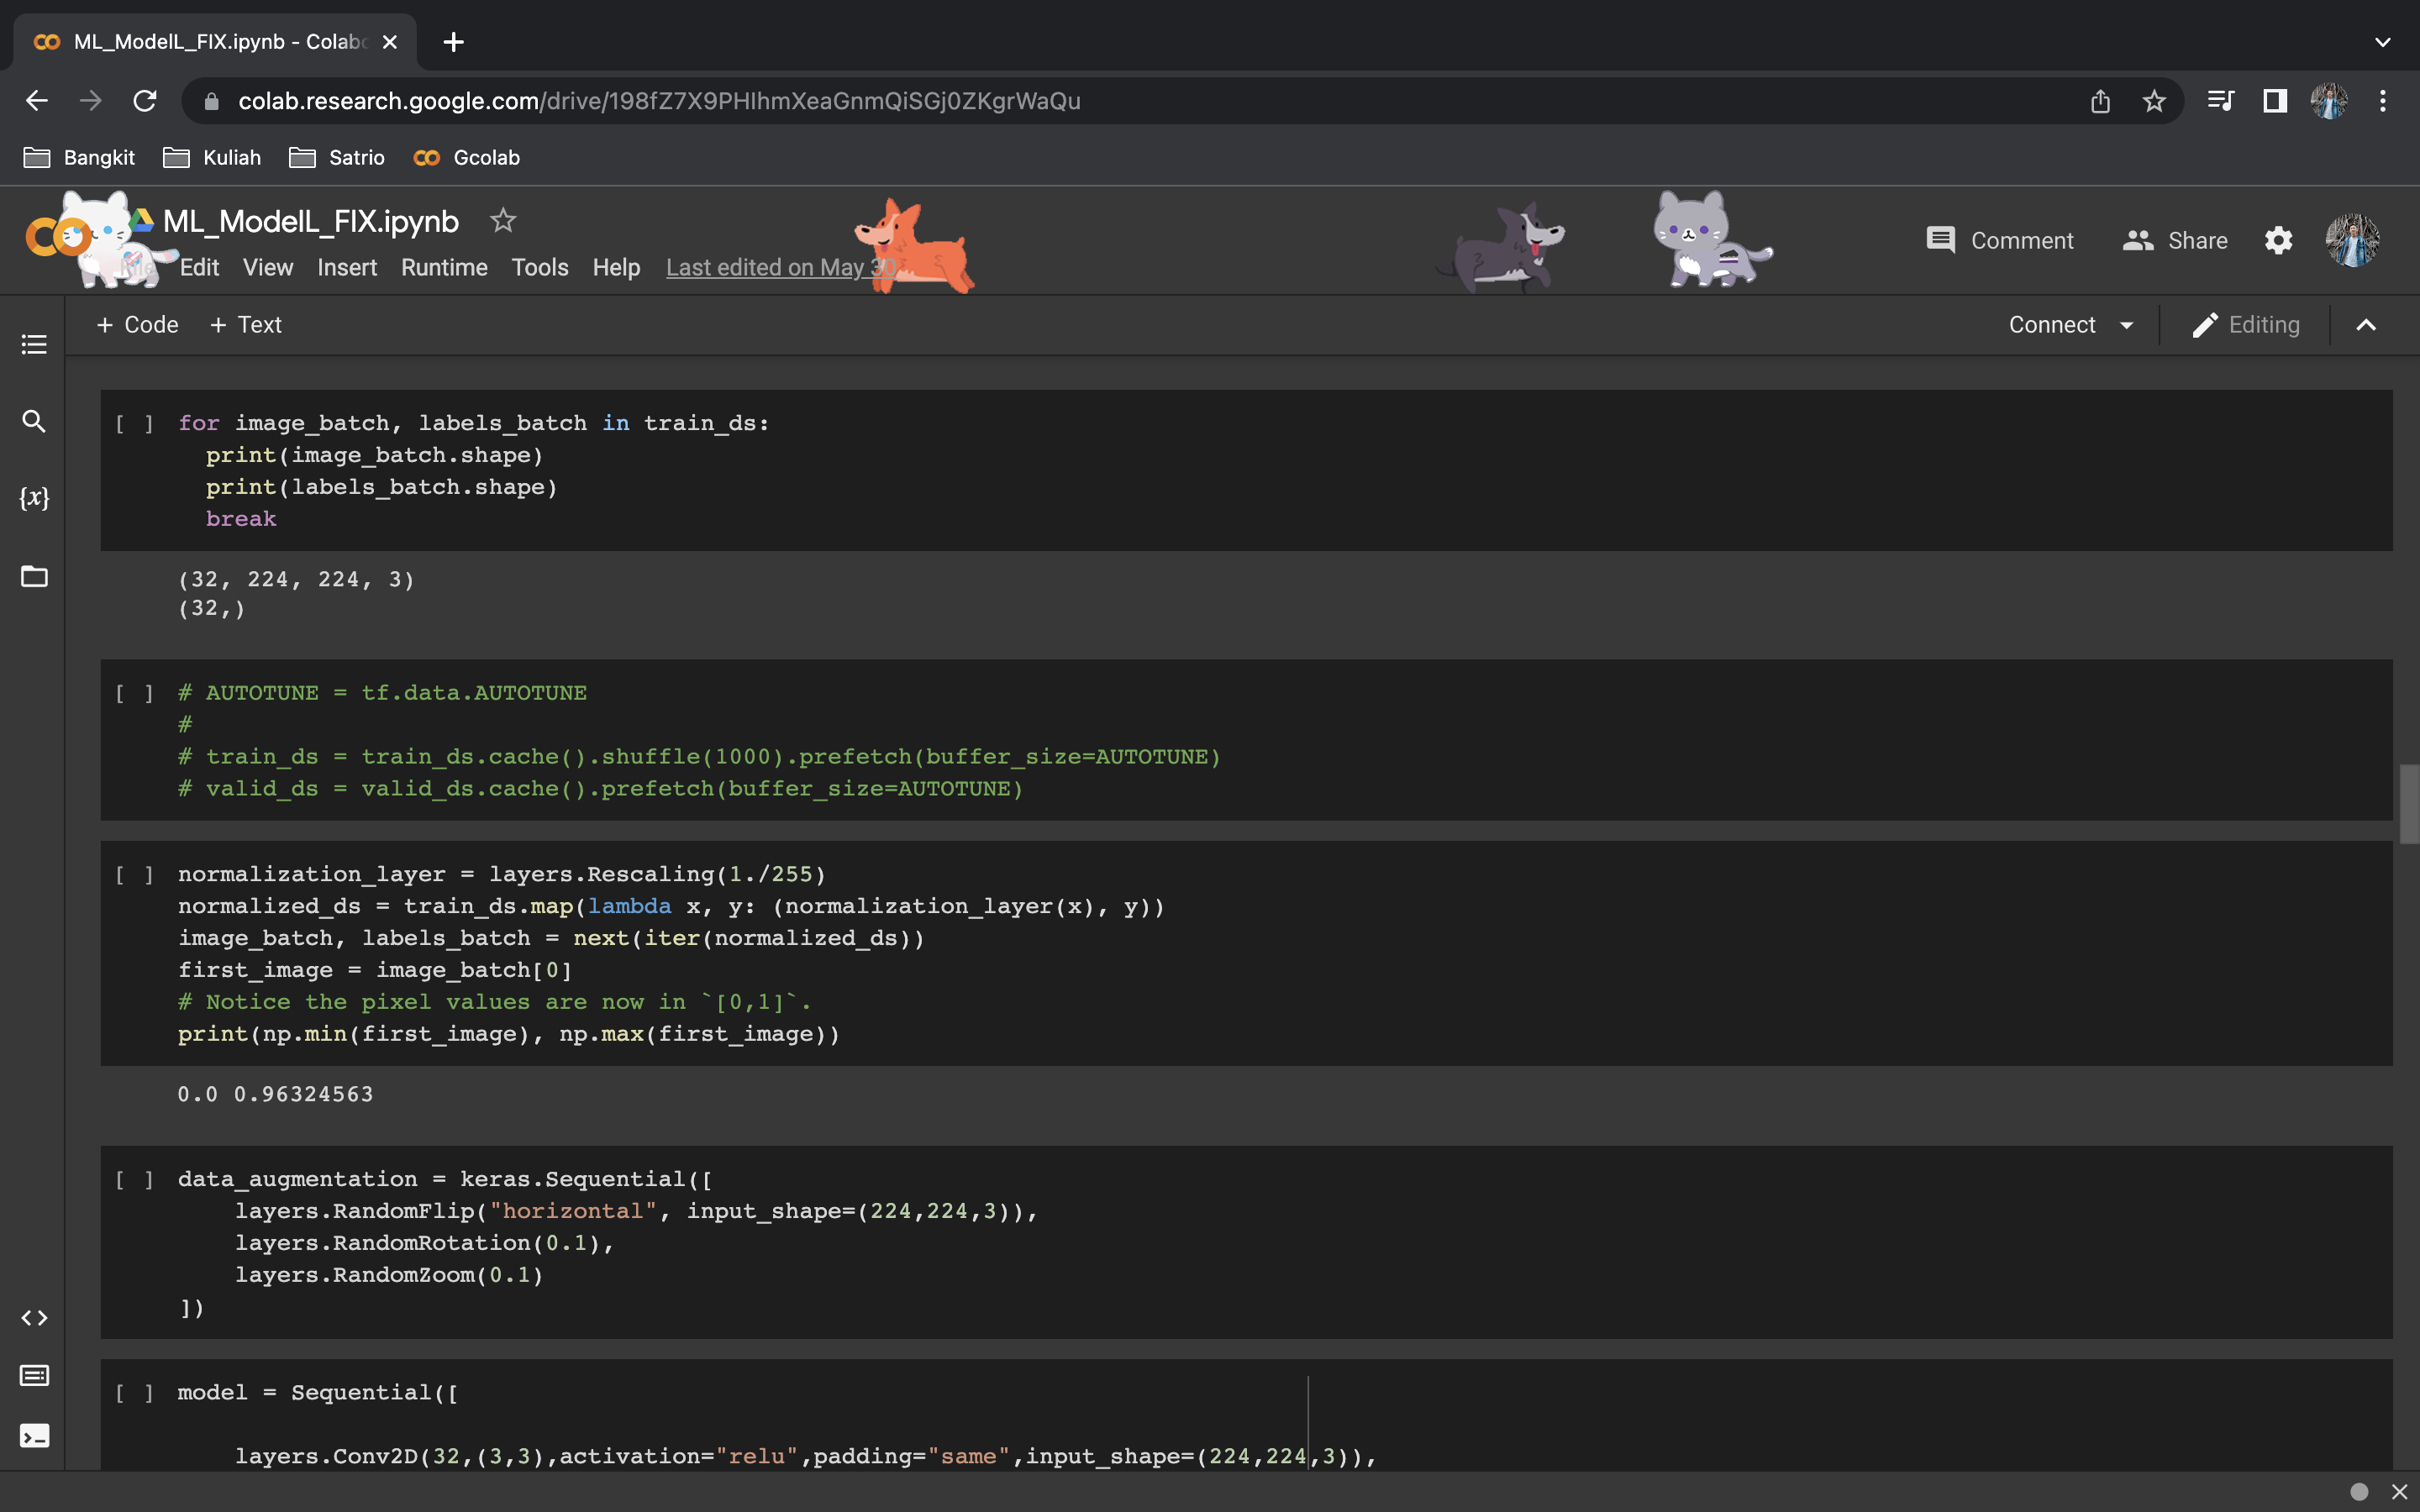 ML_ModelL_FIX.ipynb - Colab
colab.research.google.com/drive/198fZ7X9PHIhmXeaGnmQiSGj0ZKgrWaQu
Bangkit Kuliah Satrio Gcolab
ML_ModelL_FIX.ipynb
Edit View Insert Runtime Tools Help Last edited on May 30
Comment Share
+ Code + Text
Connect Editing
[ ] for image_batch, labels_batch in train_ds:
print(image_batch.shape)
print(labels_batch.shape)
break
(32, 224, 224, 3)
(32,)
[ ] # AUTOTUNE = tf.data.AUTOTUNE
#
# train_ds = train_ds.cache().shuffle(1000).prefetch(buffer_size=AUTOTUNE)
# valid_ds = valid_ds.cache().prefetch(buffer_size=AUTOTUNE)
{x}
[ ] normalization_layer = layers.Rescaling(1./255)
normalized_ds = train_ds.map(lambda x, y: (normalization_layer(x), y))
image_batch, labels_batch = next(iter(normalized_ds))
first_image = image_batch[0]
# Notice the pixel values are now in `[0,1]`.
print(np.min(first_image), np.max(first_image))
0.0 0.96324563
[ ] data_augmentation = keras.Sequential([
layers.RandomFlip("horizontal", input_shape=(224,224,3)),
layers.RandomRotation(0.1),
layers.RandomZoom(0.1)
])
[ ] model = Sequential([
layers.Conv2D(32,(3,3),activation="relu",padding="same",input_shape=(224,224,3)),